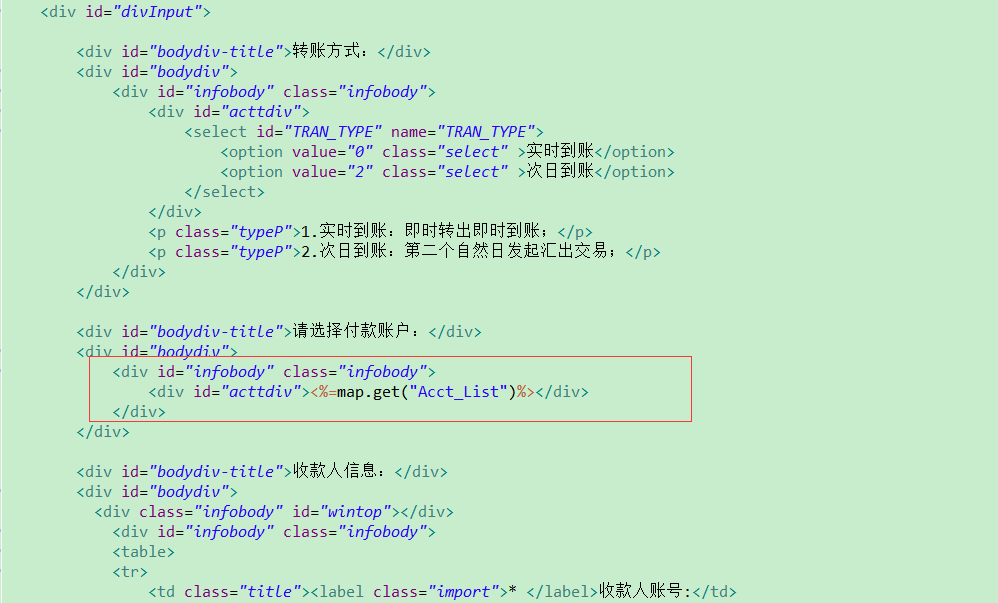 <div id="divInput">
<div id="bodydiv-title">转账方式：</div>
<div id="bodydiv">
<div id="infobody" class="infobody">
<div id="acttdiv">
<select id="TRAN_TYPE" name="TRAN_TYPE">
<option value="0" class="select" >实时到账</option>
<option value="2" class="select" >次日到账</option>
</select>
</div>
<p class="typeP">1.实时到账：即时转出即时到账；</p>
<p class="typeP">2.次日到账：第二个自然日发起汇出交易；</p>
</div>
</div>
<div id="bodydiv-title">请选择付款账户：</div>
<div id="bodydiv">
<div id="infobody" class="infobody">
<div id="acttdiv"><%=map.get("Acct_List")%></div>
</div>
</div>
<div id="bodydiv-title">收款人信息：</div>
<div id="bodydiv">
<div class="infobody" id="wintop"></div>
<div id="infobody" class="infobody">
<table>
<tr>
<td class="title"><label class="import">* </label>收款人账号:</td>